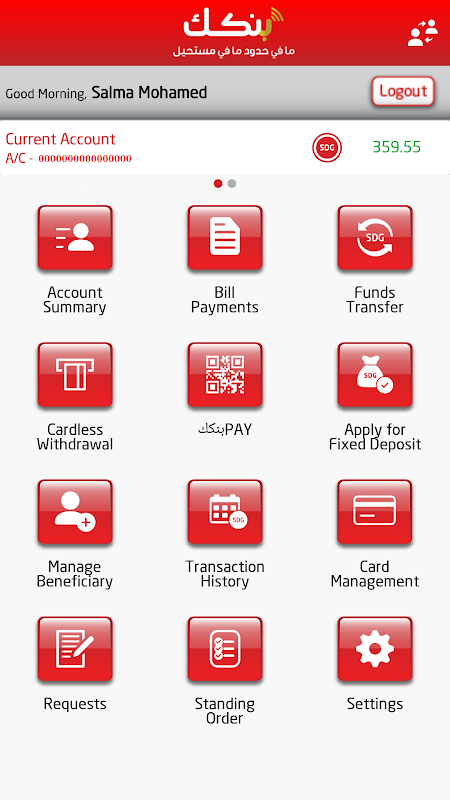 بنكك
ما في حدود ما في مستحيل
Good Morning, Salma Mohamed
Logout
Current Account
A/C - 0000000000000000
SDG
359.55
Account
Summary
Bill
Payments
SDG
Funds
Transfer
Cardless
Withdrawal
بنككPAY
SDG
Apply for
Fixed Deposit
Manage
Beneficiary
SDG
Transaction
History
Card
Management
Requests
Standing
Order
Settings